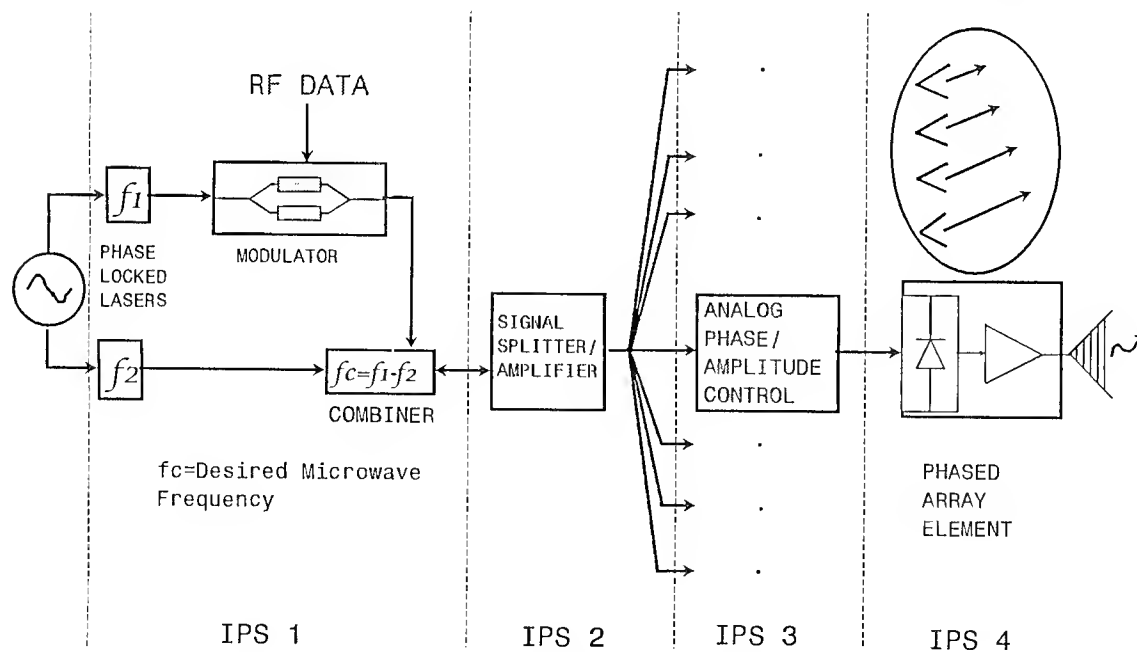 RF DATA
f1
PHASE
LOCKED
LASERS
MODULATOR
f2
fc=f1-f2
COMBINER
fc=Desired Microwave
Frequency
SIGNAL
SPLITTER/
AMPLIFIER
ANALOG
PHASE/
AMPLITUDE
CONTROL
PHASED
ARRAY
ELEMENT
IPS 1
IPS 2
IPS 3
IPS 4